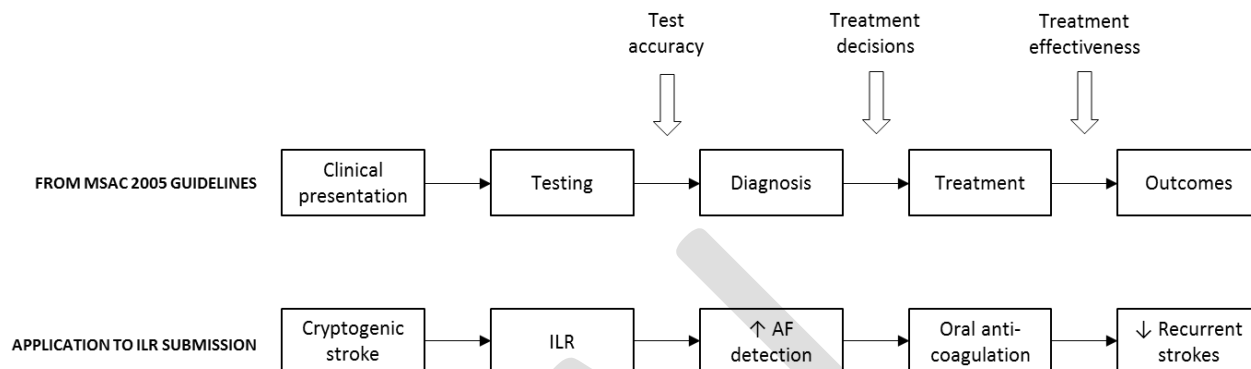 Test
accuracy
Treatment
decisions
Treatment
effectiveness
FROM MSAC 2005 GUIDELINES
Clinical
presentation
Testing
Diagnosis
Treatment
Outcomes
APPLICATION TO ILR SUBMISSION
Cryptogenic
stroke
ILR
↑ AF
detection
Oral anti-
coagulation
↓ Recurrent
strokes